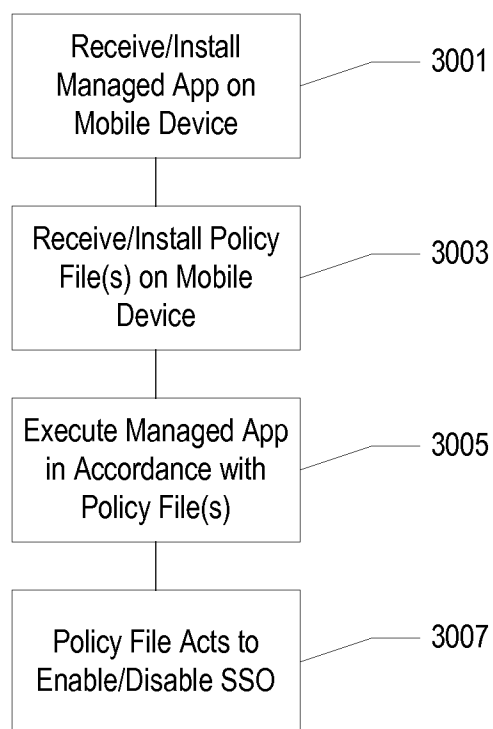 Receive/Install
Managed App on
Mobile Device
3001
Receive/Install Policy
File(s) on Mobile
Device
3003
Execute Managed App
in Accordance with
Policy File(s)
3005
Policy File Acts to
Enable/Disable SSO
3007